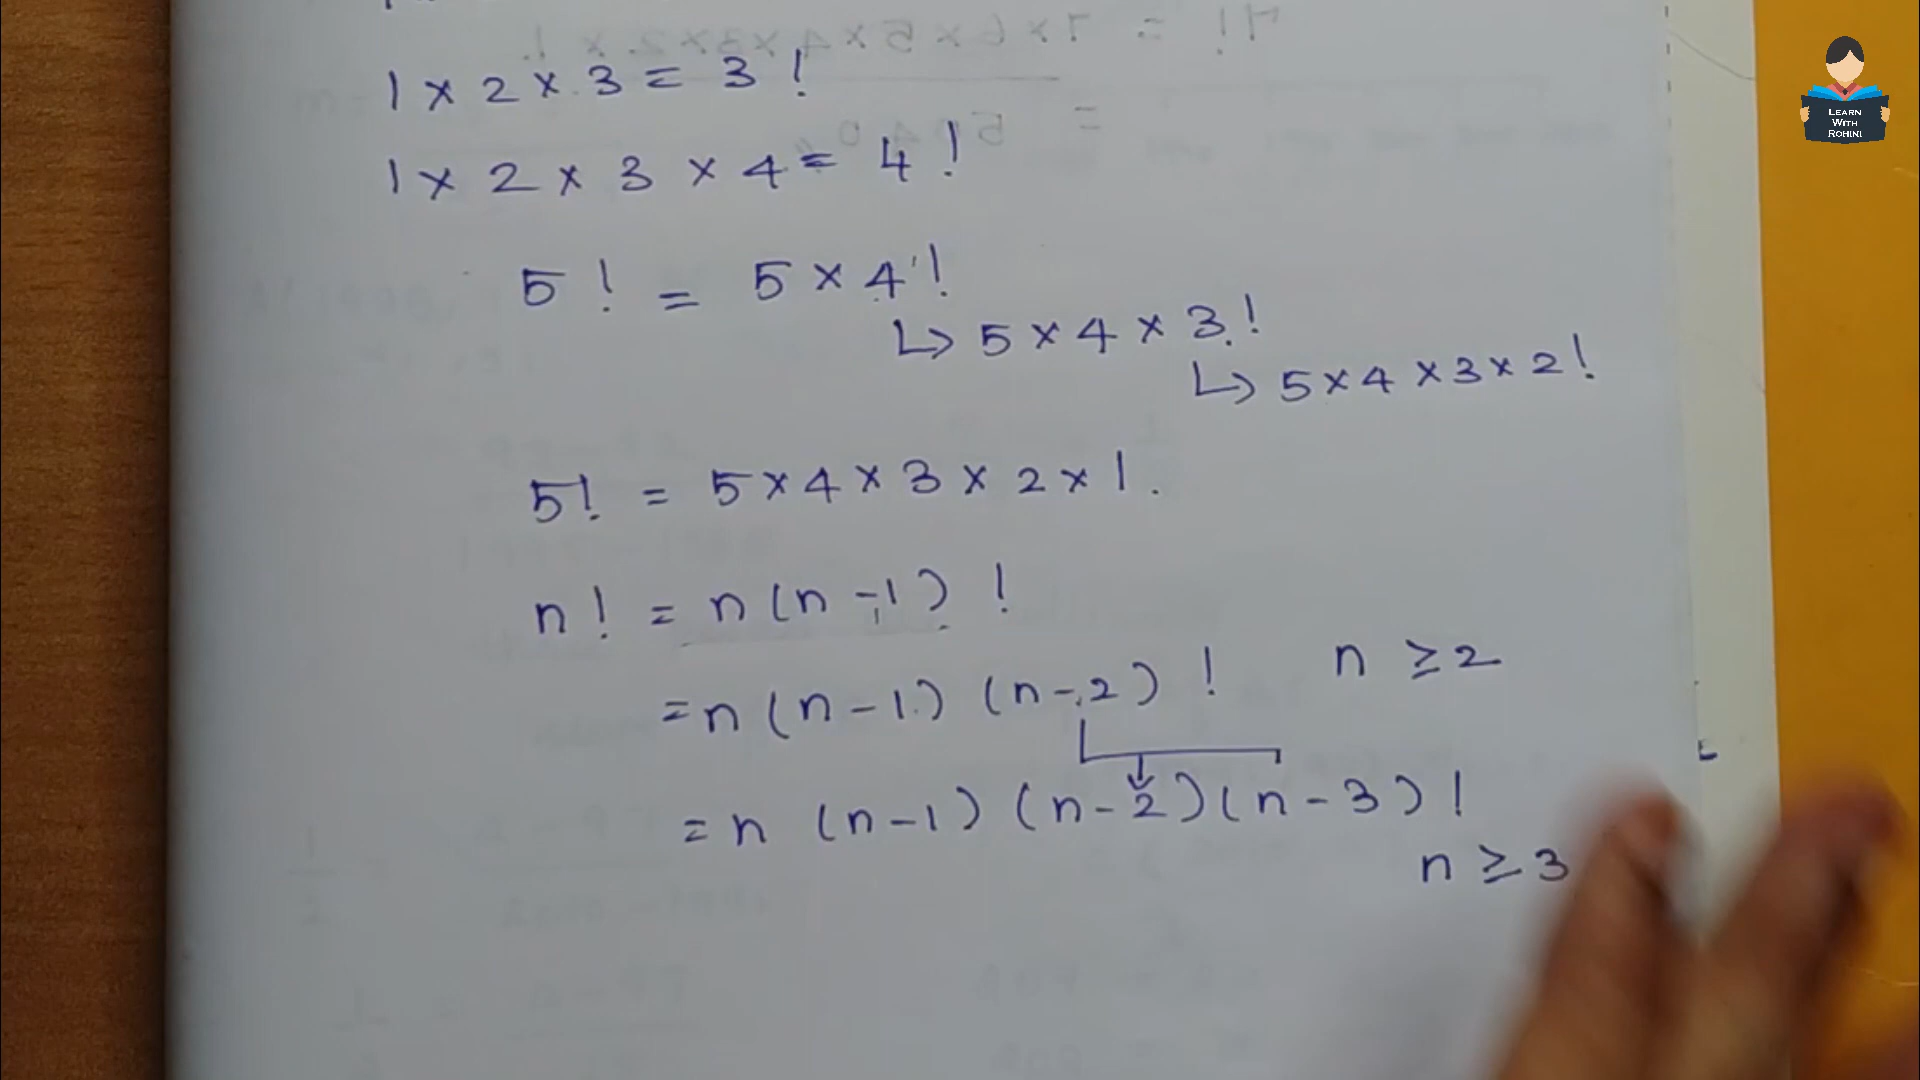 1 × 2 × 3 = 3!
1 × 2 × 3 × 4 = 4!
5! = 5 × 4!
↳ 5 × 4 × 3!
↳ 5 × 4 × 3 × 2!
5! = 5 × 4 × 3 × 2 × 1.
n! = n (n - 1)!
= n (n - 1) (n - 2)! n ≥ 2
= n (n - 1) (n - 2) (n - 3)!
n ≥ 3
LEARN
WITH
ROHINI